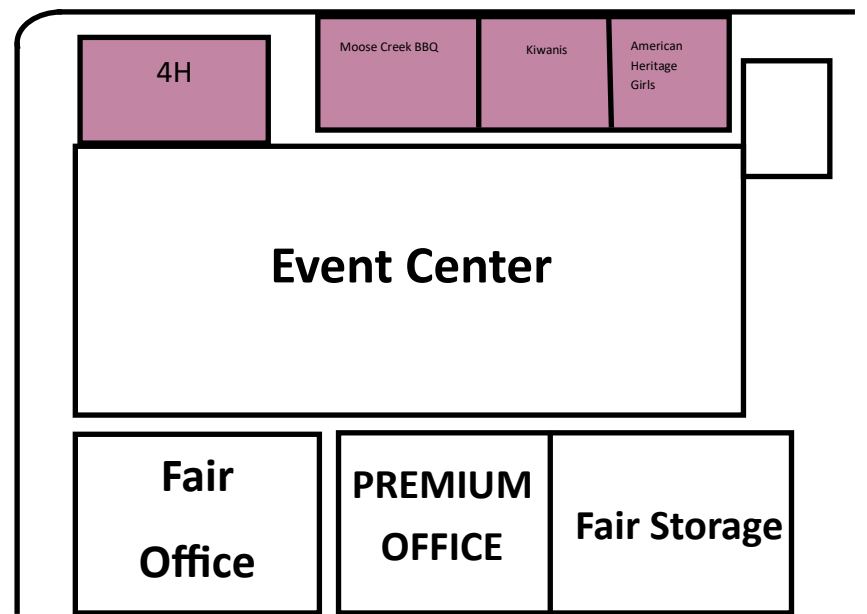 4H
Moose Creek BBQ
Kiwanis
American
Heritage
Girls
Event Center
Fair
Office
PREMIUM
OFFICE
Fair Storage